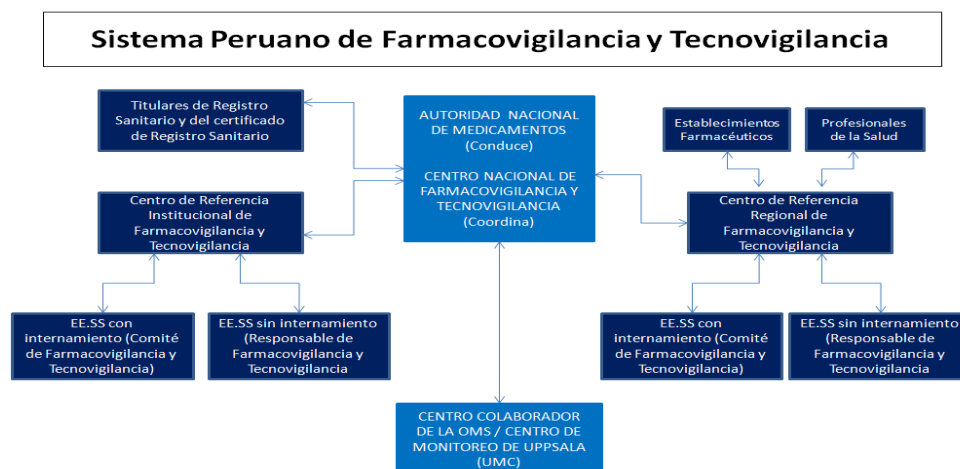 Sistema Peruano de Farmacovigilancia y Tecnovigilancia
Titulares de Registro
Sanitario y del certificado
de Registro Sanitario
AUTORIDAD NACIONAL
DE MEDICAMENTOS
(Conduce)
CENTRO NACIONAL DE
FARMACOVIGILANCIA Y
TECNOVIGILANCIA
(Coordina)
Establecimientos
Farmacéuticos
Profesionales
de la Salud
Centro de Referencia
Institucional de
Farmacovigilancia y
Tecnovigilancia
Centro de Referencia
Regional de
Farmacovigilancia y
Tecnovigilancia
EE.SS con
internamiento (Comité
de Farmacovigilancia y
Tecnovigilancia)
EE.SS sin internamiento
(Responsable de
Farmacovigilancia y
Tecnovigilancia
EE.SS con
internamiento (Comité
de Farmacovigilancia y
Tecnovigilancia)
EE.SS sin internamiento
(Responsable de
Farmacovigilancia y
Tecnovigilancia
CENTRO COLABORADOR
DE LA OMS / CENTRO DE
MONITOREO DE UPPSALA
(UMC)